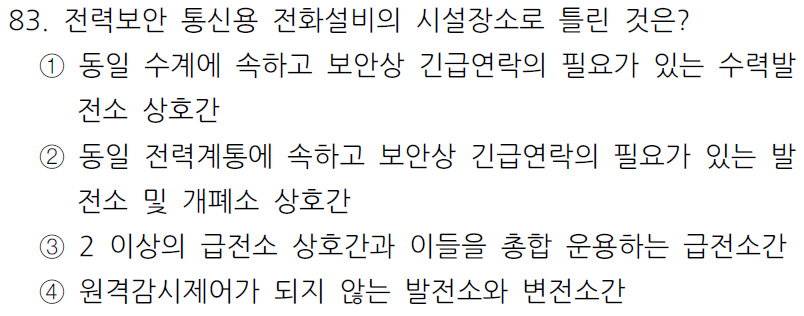 83. 전력보안 통신용 전화설비의 시설장소로 틀린 것은?
① 동일 수계에 속하고 보안상 긴급연락의 필요가 있는 수력발
전소 상호간
② 동일 전력계통에 속하고 보안상 긴급연락의 필요가 있는 발
전소 및 개폐소 상호간
③ 2 이상의 급전소 상호간과 이들을 총합 운용하는 급전소간
④ 원격감시제어가 되지 않는 발전소와 변전소간